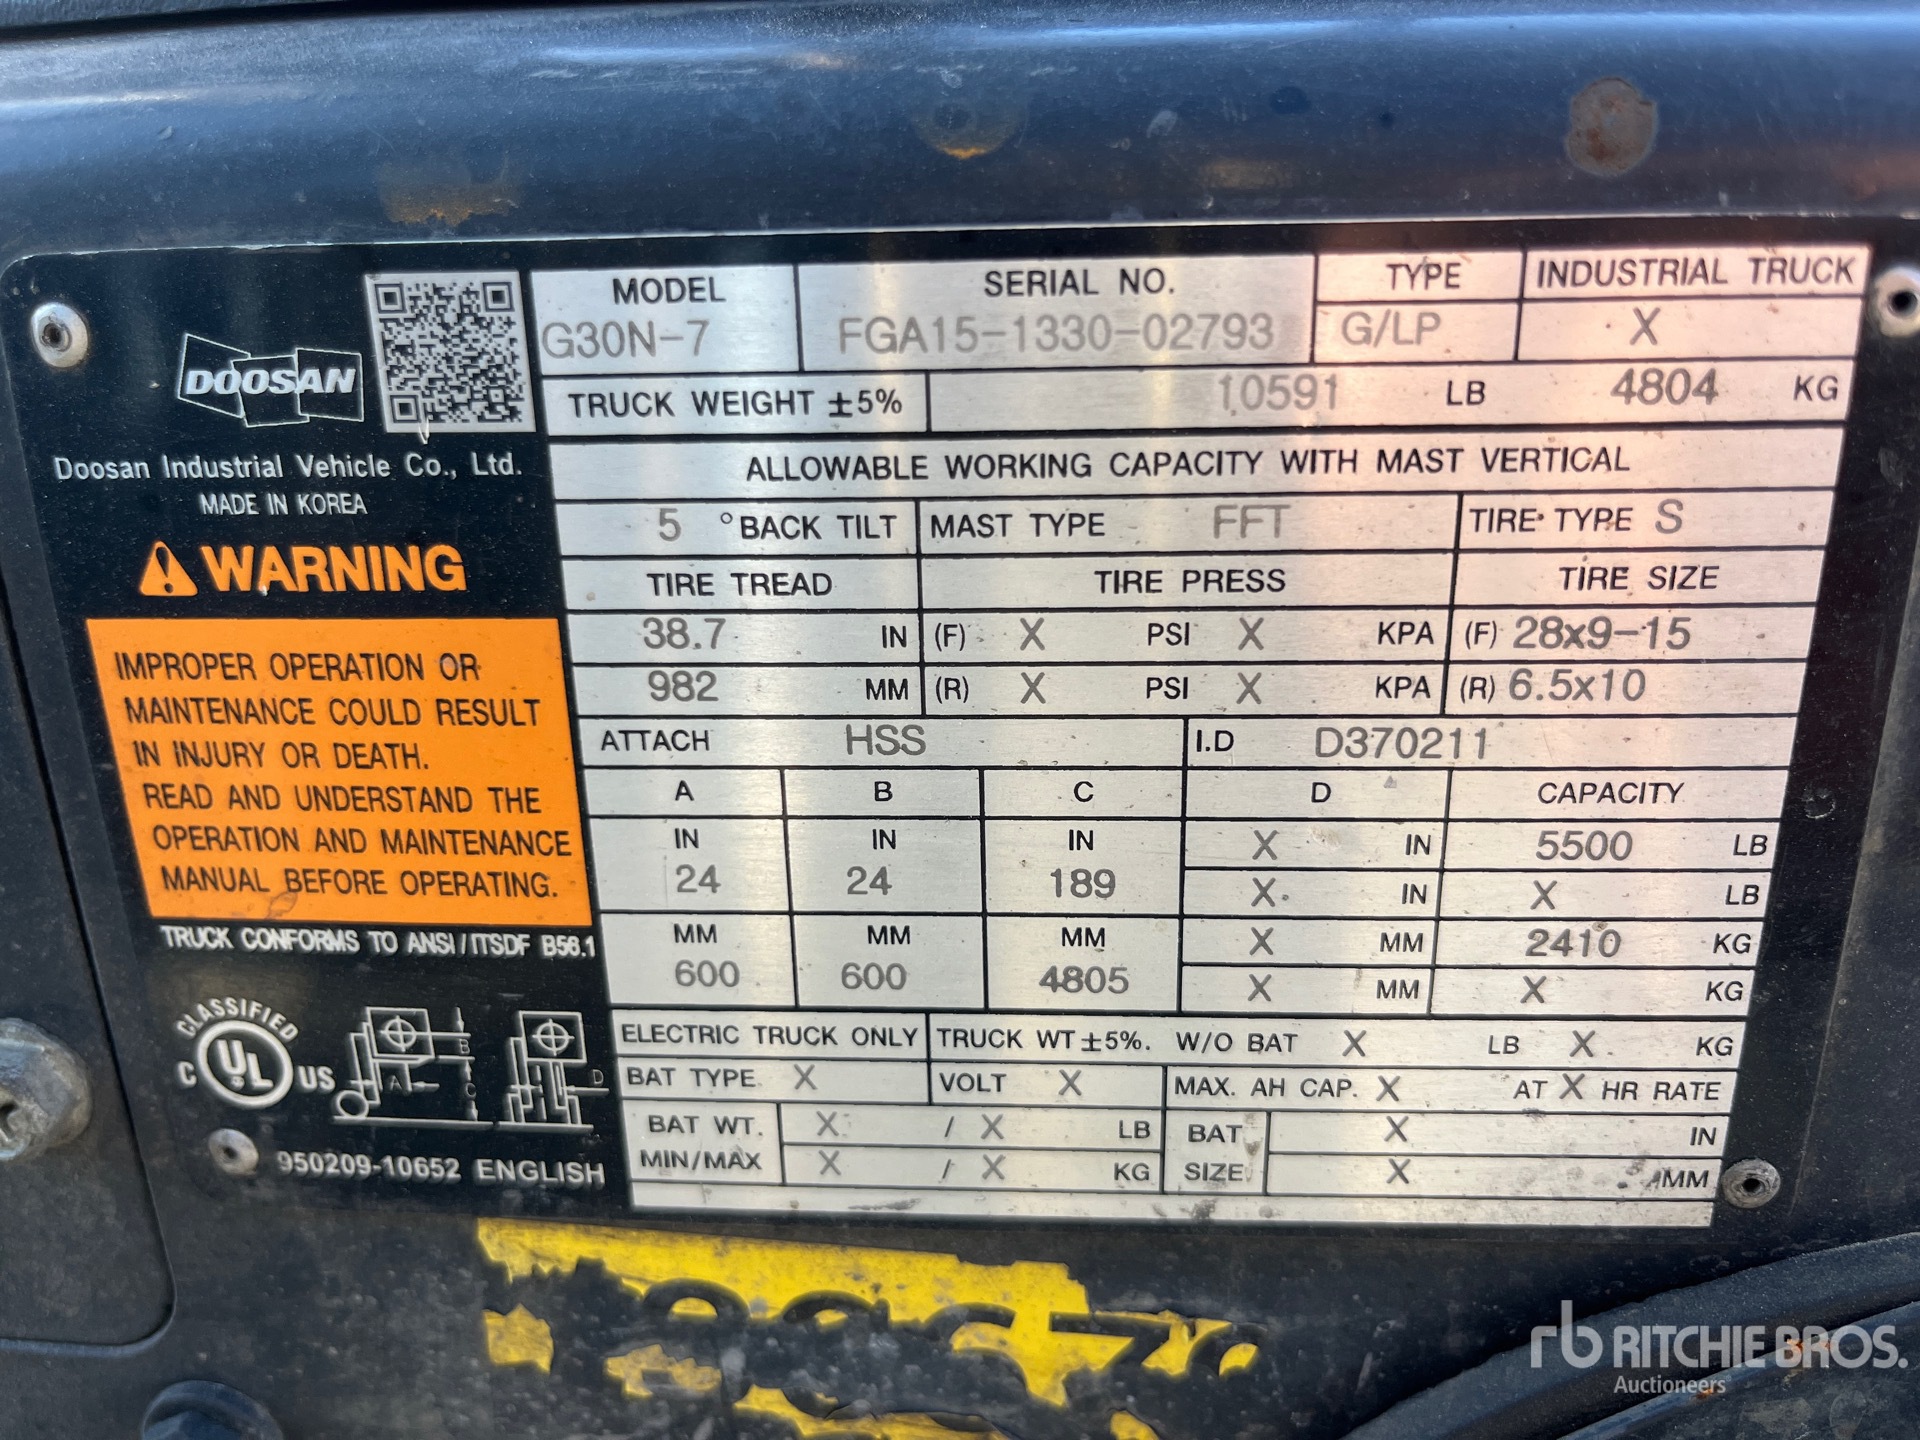 DOOSAN
Doosan Industrial Vehicle Co., Ltd.
MADE IN KOREA
WARNING
IMPROPER OPERATION OR
MAINTENANCE COULD RESULT
IN INJURY OR DEATH.
READ AND UNDERSTAND THE
OPERATION AND MAINTENANCE
MANUAL BEFORE OPERATING.
TRUCK CONFORMS TO ANSI/ITSDF B56.1
CLASSIFIED
C UL US
A B C D
950209-10652 ENGLISH
MODEL SERIAL NO. TYPE INDUSTRIAL TRUCK
G30N-7 FGA15-1330-02793 G/LP X
TRUCK WEIGHT ±5% 10591 LB 4804 KG
ALLOWABLE WORKING CAPACITY WITH MAST VERTICAL
5 °BACK TILT MAST TYPE FFT TIRE TYPE S
TIRE TREAD TIRE PRESS TIRE SIZE
38.7 IN (F) X PSI X KPA (F) 28x9-15
982 MM (R) X PSI X KPA (R) 6.5x10
ATTACH HSS I.D D370211
A B C D CAPACITY
IN IN IN X IN 5500 LB
24 24 189 X IN X LB
MM MM MM X MM 2410 KG
600 600 4805 X MM X KG
ELECTRIC TRUCK ONLY TRUCK WT ±5%. W/O BAT X LB X KG
BAT TYPE X VOLT X MAX. AH CAP. X AT X HR RATE
BAT WT. X / X LB BAT X IN
MIN/MAX X / X KG SIZE X MM
rb RITCHIE BROS.
Auctioneers